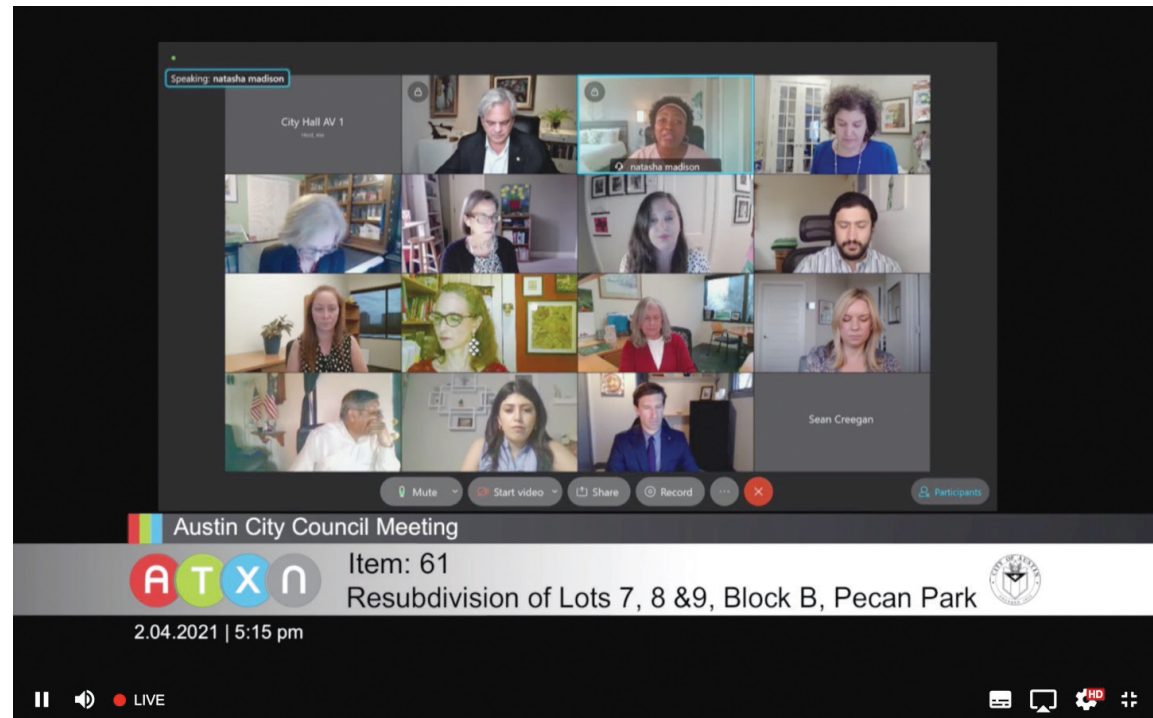 Speaking: natasha madison
City Hall AV 1
natasha madison
Sean Creegan
Mute
Start video
Share
Record
Participants
Austin City Council Meeting
ATXN
Item: 61
Resubdivision of Lots 7, 8 &9, Block B, Pecan Park
2.04.2021 | 5:15 pm
LIVE
HD